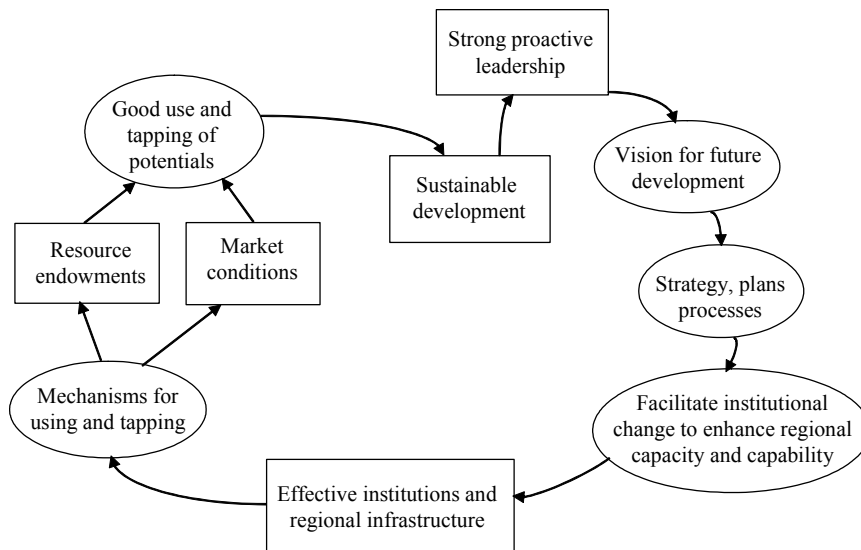 Strong proactive
leadership
Good use and
tapping of
potentials
Vision for future
development
Sustainable
development
Resource
endowments
Market
conditions
Strategy, plans
processes
Mechanisms for
using and tapping
Facilitate institutional
change to enhance regional
capacity and capability
Effective institutions and
regional infrastructure